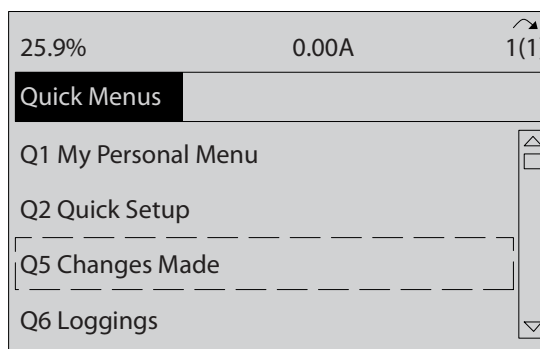 25.9% 0.00A 1(1
Quick Menus
Q1 My Personal Menu
Q2 Quick Setup
Q5 Changes Made
Q6 Loggings